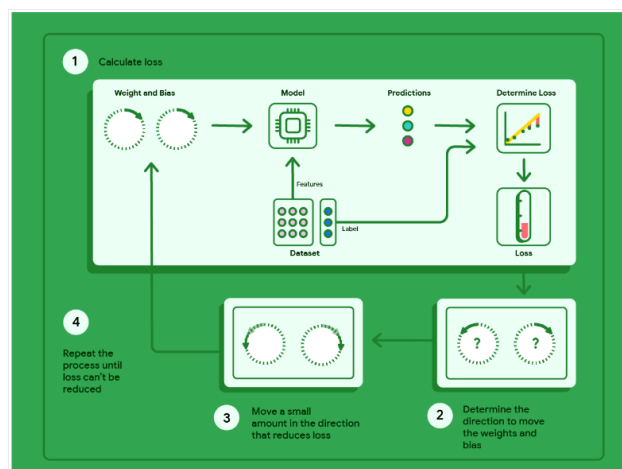 1 Calculate loss
Weight and Bias
Model
Predictions
Determine Loss
Features
Label
Dataset
Loss
? ?
2 Determine the
direction to move
the weights and
bias
3 Move a small
amount in the direction
that reduces loss
4
Repeat the
process until
loss can't be
reduced